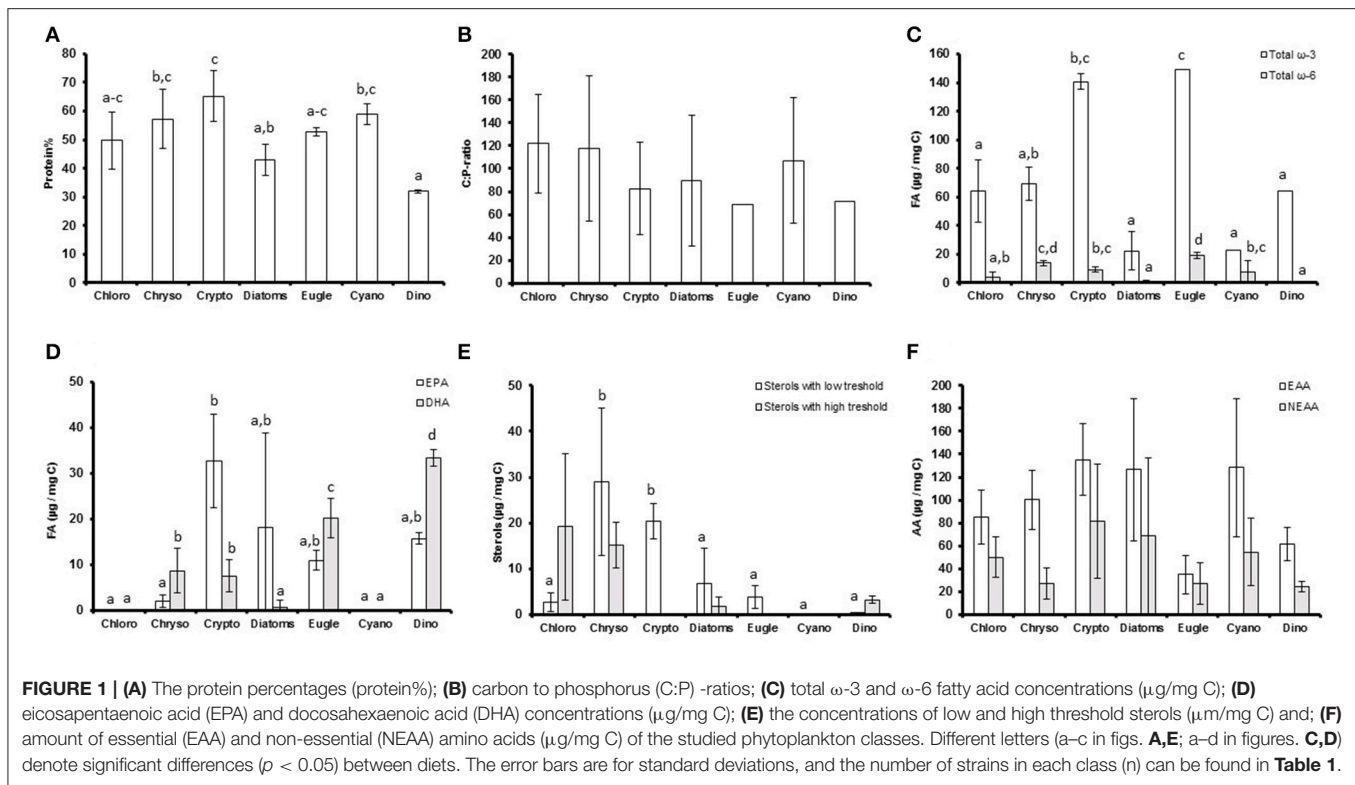 A
80
70
60
50
40
30
20
10
0
Protein%
a-c
b,c
c
a,b
a-c
b,c
a
Chloro Chryso Crypto Diatoms Eugle Cyano Dino
B
200
180
160
140
120
100
80
60
40
20
0
C:P-ratio
Chloro Chryso Crypto Diatoms Eugle Cyano Dino
C
160
140
120
100
80
60
40
20
0
FA (µg / mg C)
Total ω-3
Total ω-6
a
a,b
a,b
c,d
b,c
b,c
a
a
c
d
a
b,c
a
a
Chloro Chryso Crypto Diatoms Eugle Cyano Dino
D
50
40
30
20
10
0
FA (µg / mg C)
EPA
DHA
a a
a
b
b
b
a,b
a
a,b
c
a a
a,b
d
Chloro Chryso Crypto Diatoms Eugle Cyano Dino
E
50
40
30
20
10
0
Sterols (µg / mg C)
Sterols with low treshold
Sterols with high treshold
a
b
b
a
a
a
a
Chloro Chryso Crypto Diatoms Eugle Cyano Dino
F
200
180
160
140
120
100
80
60
40
20
0
AA (µg / mg C)
EAA
NEAA
Chloro Chryso Crypto Diatoms Eugle Cyano Dino
FIGURE 1 | (A) The protein percentages (protein%); (B) carbon to phosphorus (C:P) -ratios; (C) total ω-3 and ω-6 fatty acid concentrations (μg/mg C); (D)
eicosapentaenoic acid (EPA) and docosahexaenoic acid (DHA) concentrations (μg/mg C); (E) the concentrations of low and high threshold sterols (μm/mg C) and; (F)
amount of essential (EAA) and non-essential (NEAA) amino acids (μg/mg C) of the studied phytoplankton classes. Different letters (a–c in figs. A,E; a–d in figures. C,D)
denote significant differences (p < 0.05) between diets. The error bars are for standard deviations, and the number of strains in each class (n) can be found in Table 1.